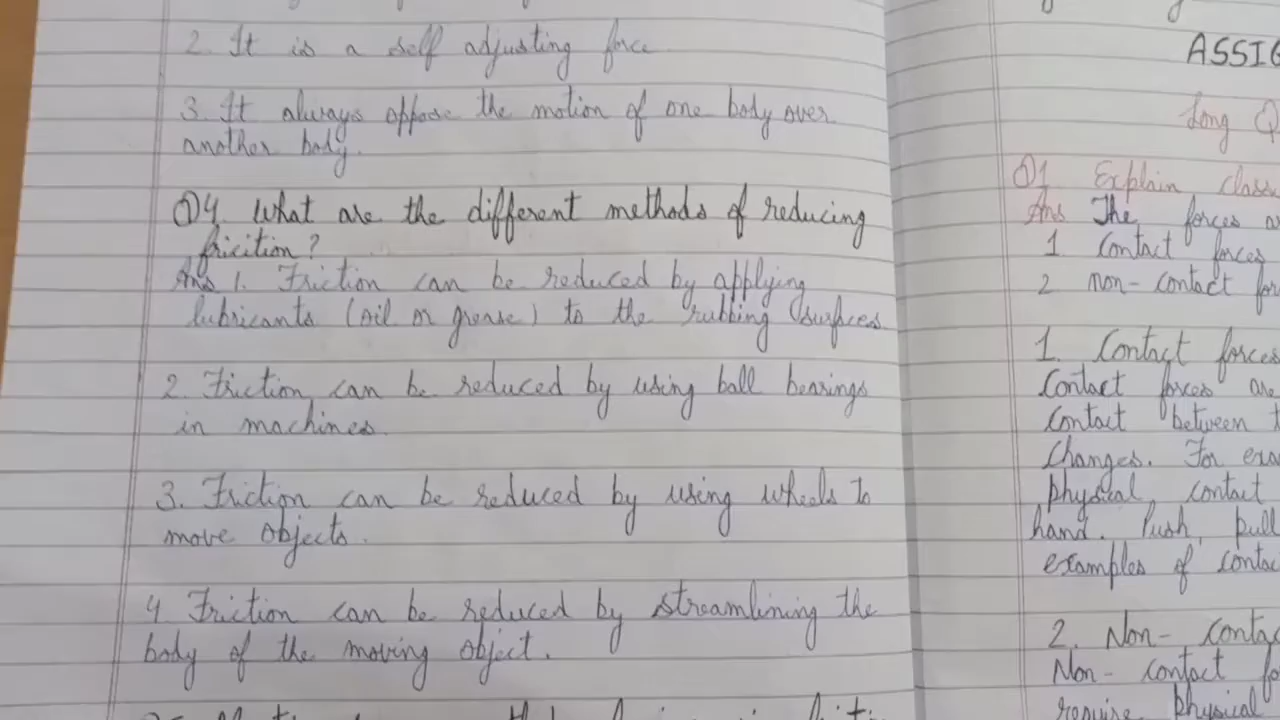 2. It is a self adjusting force
3. It always oppose the motion of one body over
another body.
Q4. What are the different methods of reducing
fricition?
Ans 1. Friction can be reduced by applying
lubricants (oil or grease) to the rubbing surfaces
2. Friction can be reduced by using ball bearings
in machines.
3. Friction can be reduced by using wheels to
move objects.
4. Friction can be reduced by streamlining the
body of the moving object.
ASSIG
Long Q
Q1 Explain class
Ans The forces a
1 Contact forces
2 non-contact for
1. Contact forces
Contact forces are
Contact between t
Changes. For exa
physical contact
hand. Push, pull
examples of contac
2. Non-conta
Non-contact fo
require physical